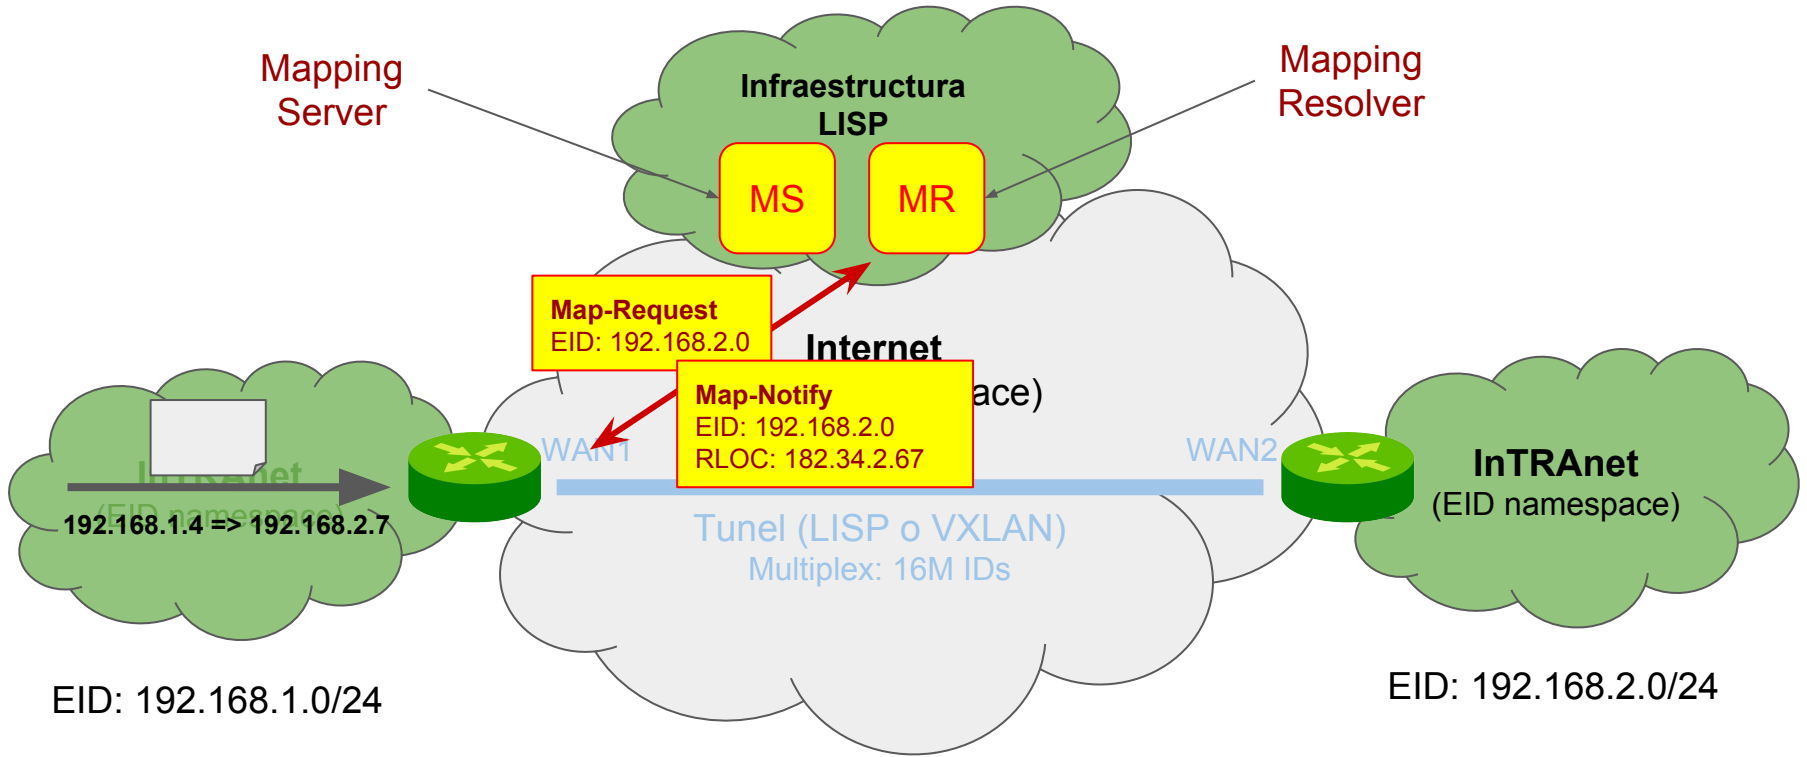 Mapping
Server
Infraestructura
LISP
Mapping
Resolver
MS
MR
Map-Request
EID: 192.168.2.0
Internet
ace)
Map-Notify
EID: 192.168.2.0
RLOC: 182.34.2.67
WAN1
WAN2
InTRAnet
(EID namespace)
192.168.1.4 => 192.168.2.7
InTRAnet
(EID namespace)
Tunel (LISP o VXLAN)
Multiplex: 16M IDs
EID: 192.168.1.0/24
EID: 192.168.2.0/24